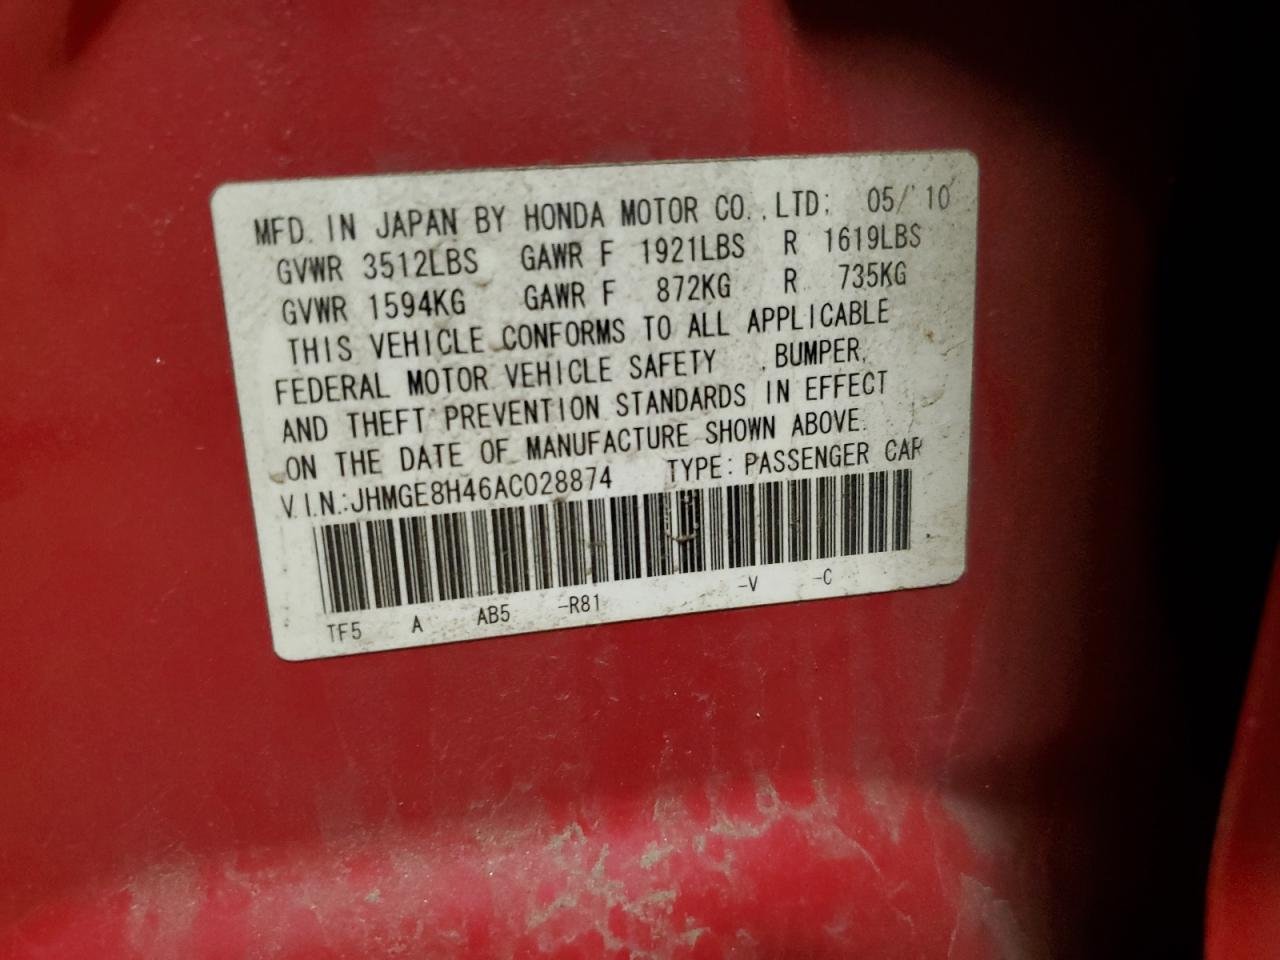 MFD. IN JAPAN BY HONDA MOTOR CO., LTD: 05/'10
GVWR 3512LBS GAWR F 1921LBS R 1619LBS
GVWR 1594KG GAWR F 872KG R 735KG
THIS VEHICLE CONFORMS TO ALL APPLICABLE
FEDERAL MOTOR VEHICLE SAFETY , BUMPER,
AND THEFT PREVENTION STANDARDS IN EFFECT
ON THE DATE OF MANUFACTURE SHOWN ABOVE.
V.I.N.:JHMGE8H46AC028874 TYPE: PASSENGER CAR
TF5 A AB5 -R81 -V -C